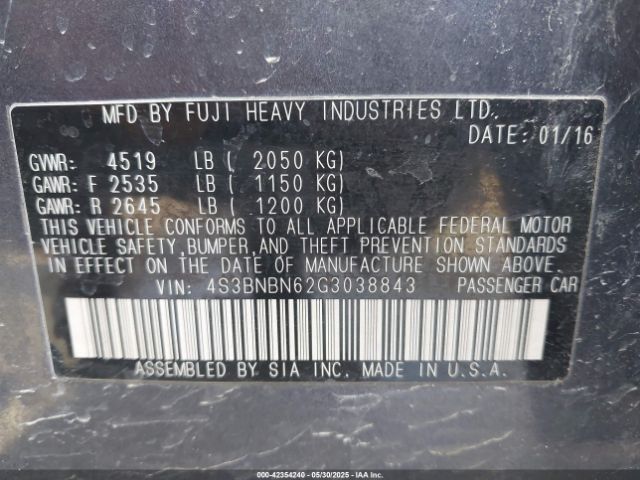 MFD BY FUJI HEAVY INDUSTRIES LTD.
DATE: 01/16
GVWR: 4519 LB ( 2050 KG)
GAWR: F 2535 LB ( 1150 KG)
GAWR: R 2645 LB ( 1200 KG)
THIS VEHICLE CONFORMS TO ALL APPLICABLE FEDERAL MOTOR
VEHICLE SAFETY, BUMPER, AND THEFT PREVENTION STANDARDS
IN EFFECT ON THE DATE OF MANUFACTURE SHOWN ABOVE.
VIN: 4S3BNBN62G3038843 PASSENGER CAR
ASSEMBLED BY SIA INC. MADE IN U.S.A.
000-42354240 - 05/30/2025 - IAAI.COM